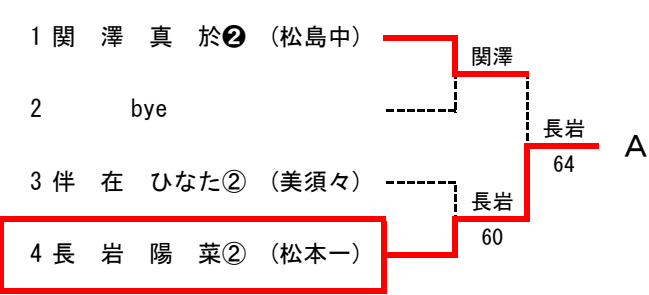 1 関 澤 真 於❷ (松島中)
関澤
2 bye
長岩
64
A
3 伴 在 ひなた② (美須々)
長岩
60
4 長 岩 陽 菜② (松本一)